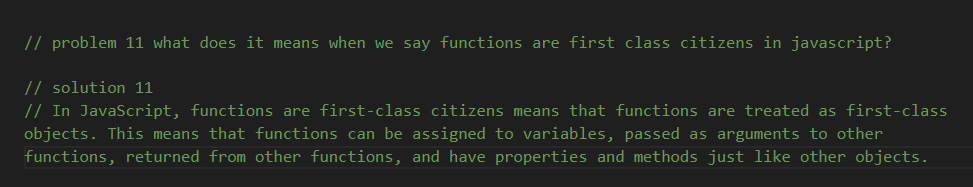 // problem 11 what does it means when we say functions are first class citizens in javascript?
// solution 11
// In JavaScript, functions are first-class citizens means that functions are treated as first-class
objects. This means that functions can be assigned to variables, passed as arguments to other
functions, returned from other functions, and have properties and methods just like other objects.